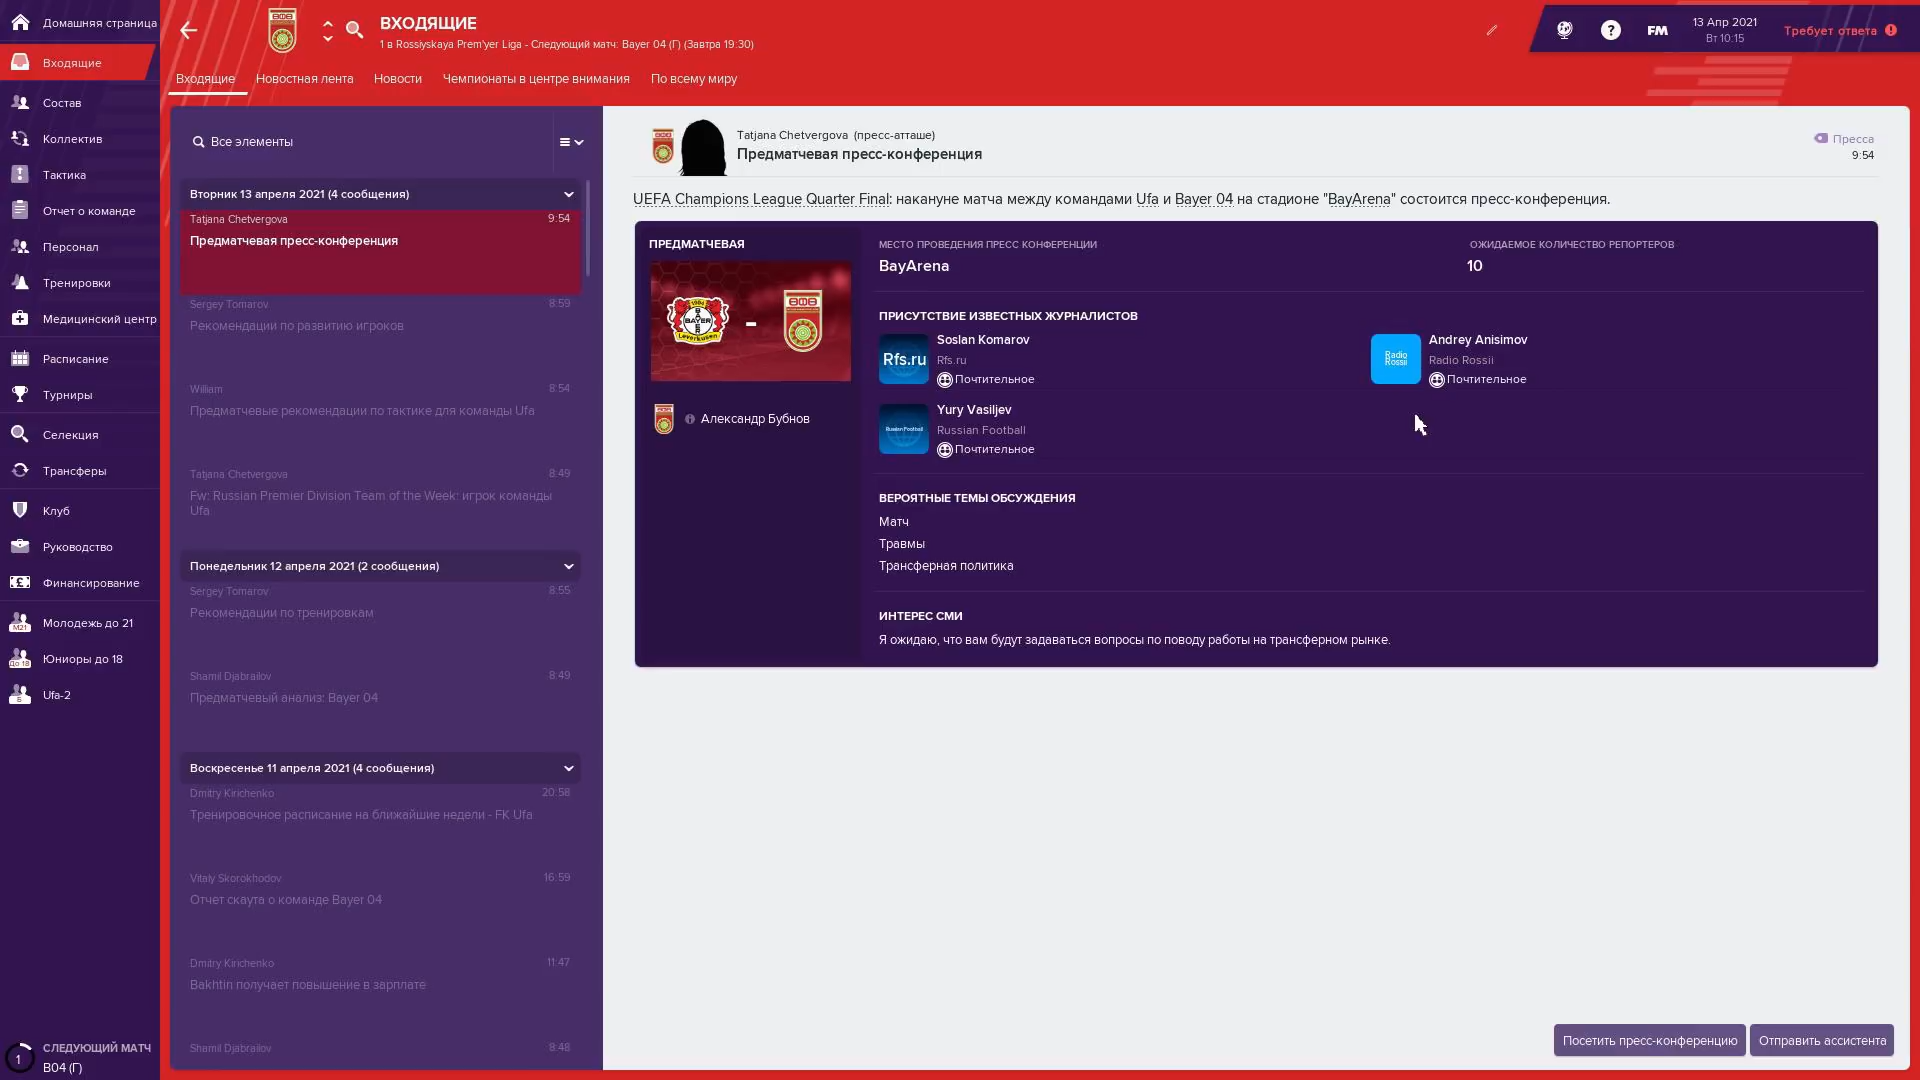 Домашняя страница
Входящие
Состав
Коллектив
Тактика
Отчет о команде
Персонал
Тренировки
Медицинский центр
Расписание
Турниры
Селекция
Трансферы
Клуб
Руководство
Финансирование
Молодежь до 21
Юниоры до 18
Ufa-2
СЛЕДУЮЩИЙ МАТЧ
1
B04 (Г)
ВХОДЯЩИЕ
1 в Rossiyskaya Prem'yer Liga - Следующий матч: Bayer 04 (Г) (Завтра 19:30)
FM
13 Апр 2021
Вт 10:15
Требует ответа
Входящие Новостная лента Новости Чемпионаты в центре внимания По всему миру
Все элементы
Вторник 13 апреля 2021 (4 сообщения)
Tatjana Chetvergova 9:54
Предматчевая пресс-конференция
Sergey Tomarov 8:59
Рекомендации по развитию игроков
William 8:54
Предматчевые рекомендации по тактике для команды Ufa
Tatjana Chetvergova 8:49
Fw: Russian Premier Division Team of the Week: игрок команды
Ufa
Понедельник 12 апреля 2021 (2 сообщения)
Sergey Tomarov 8:55
Рекомендации по тренировкам
Shamil Djabrailov 8:49
Предматчевый анализ: Bayer 04
Воскресенье 11 апреля 2021 (4 сообщения)
Dmitry Kirichenko 20:58
Тренировочное расписание на ближайшие недели - FK Ufa
Vitaly Skorokhodov 16:59
Отчет скаута о команде Bayer 04
Dmitry Kirichenko 11:47
Bakhtin получает повышение в зарплате
Shamil Djabrailov 8:48
Tatjana Chetvergova (пресс-атташе)
Предматчевая пресс-конференция
Пресса
9:54
UEFA Champions League Quarter Final: накануне матча между командами Ufa и Bayer 04 на стадионе "BayArena" состоится пресс-конференция.
ПРЕДМАТЧЕВАЯ
Александр Бубнов
МЕСТО ПРОВЕДЕНИЯ ПРЕСС КОНФЕРЕНЦИИ
BayArena
ОЖИДАЕМОЕ КОЛИЧЕСТВО РЕПОРТЕРОВ
10
ПРИСУТСТВИЕ ИЗВЕСТНЫХ ЖУРНАЛИСТОВ
Rfs.ru
Soslan Komarov
Rfs.ru
Почтительное
Radio
Rossii
Andrey Anisimov
Radio Rossii
Почтительное
Russian Football
Yury Vasiljev
Russian Football
Почтительное
ВЕРОЯТНЫЕ ТЕМЫ ОБСУЖДЕНИЯ
Матч
Травмы
Трансферная политика
ИНТЕРЕС СМИ
Я ожидаю, что вам будут задаваться вопросы по поводу работы на трансферном рынке.
Посетить пресс-конференцию
Отправить ассистента